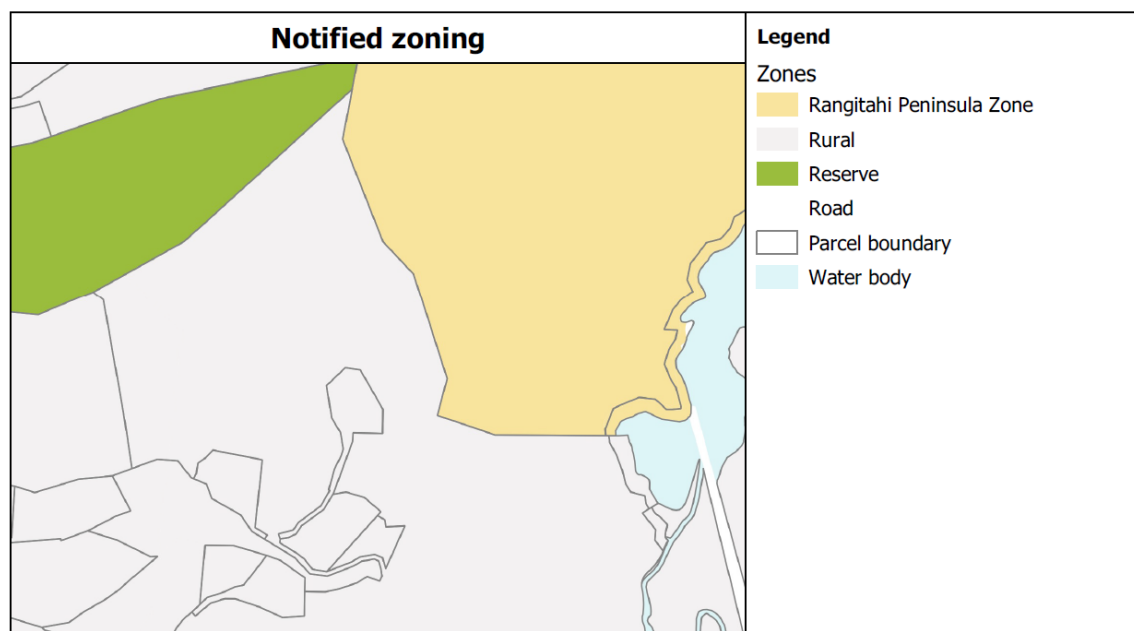 Notified zoning
Legend
Zones
Rangitahi Peninsula Zone
Rural
Reserve
Road
Parcel boundary
Water body